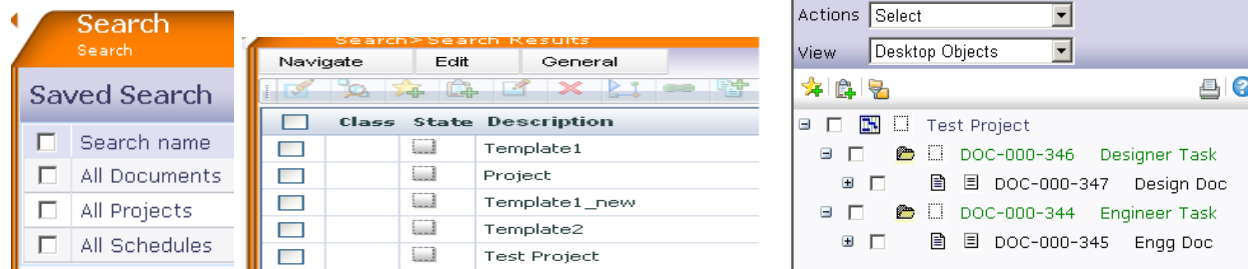 Search
Search
Saved Search
Search name
All Documents
All Projects
All Schedules
Search> Search Results
Navigate Edit General
Class State Description
Template1
Project
Template1_new
Template2
Test Project
Actions Select
View Desktop Objects
Test Project
DOC-000-346 Designer Task
DOC-000-347 Design Doc
DOC-000-344 Engineer Task
DOC-000-345 Engg Doc